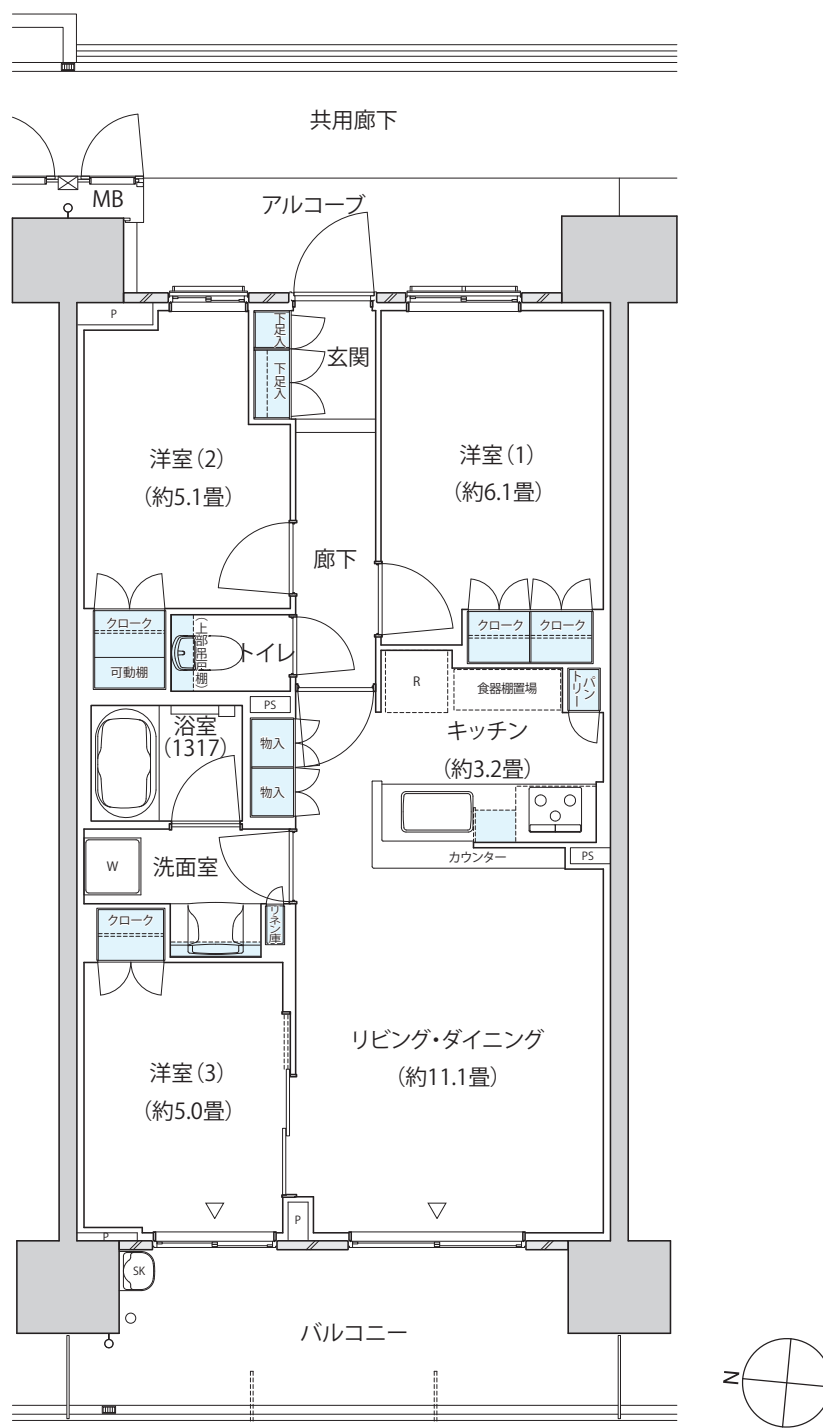 共用廊下
MB
アルコーブ
P
下足入
下足入
玄関
洋室（2）
（約5.1畳）
洋室（1）
（約6.1畳）
廊下
クローク
可動棚
（上部吊戸棚）
トイレ
クローク
クローク
R
食器棚置場
パントリー
PS
浴室
（1317）
物入
物入
キッチン
（約3.2畳）
カウンター
PS
W
洗面室
クローク
リネン庫
リビング・ダイニング
（約11.1畳）
洋室（3）
（約5.0畳）
P
P
SK
バルコニー
N